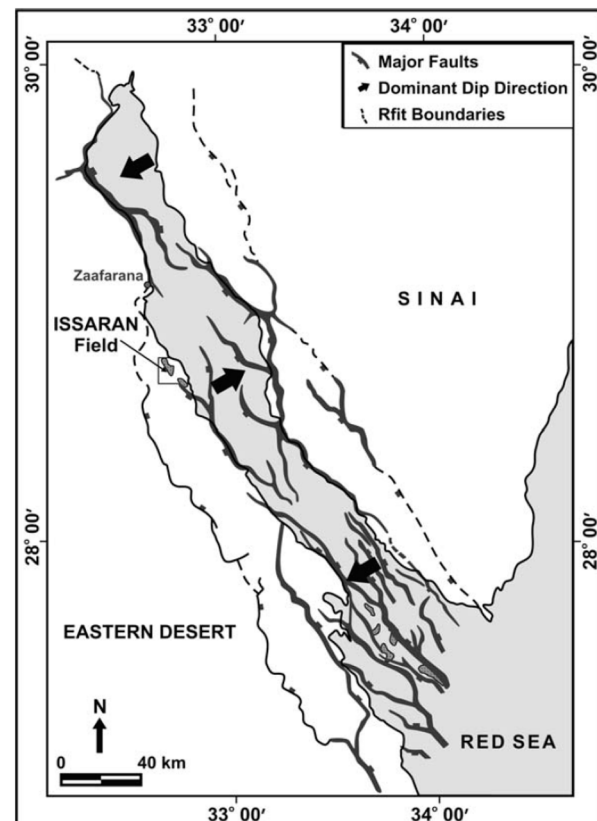 33° 00′
34° 00′
30° 00′
30° 00′
Major Faults
Dominant Dip Direction
Rfit Boundaries
Zaafarana
SINAI
ISSARAN
Field
28° 00′
28° 00′
EASTERN DESERT
N
RED SEA
0
40 km
33° 00′
34° 00′